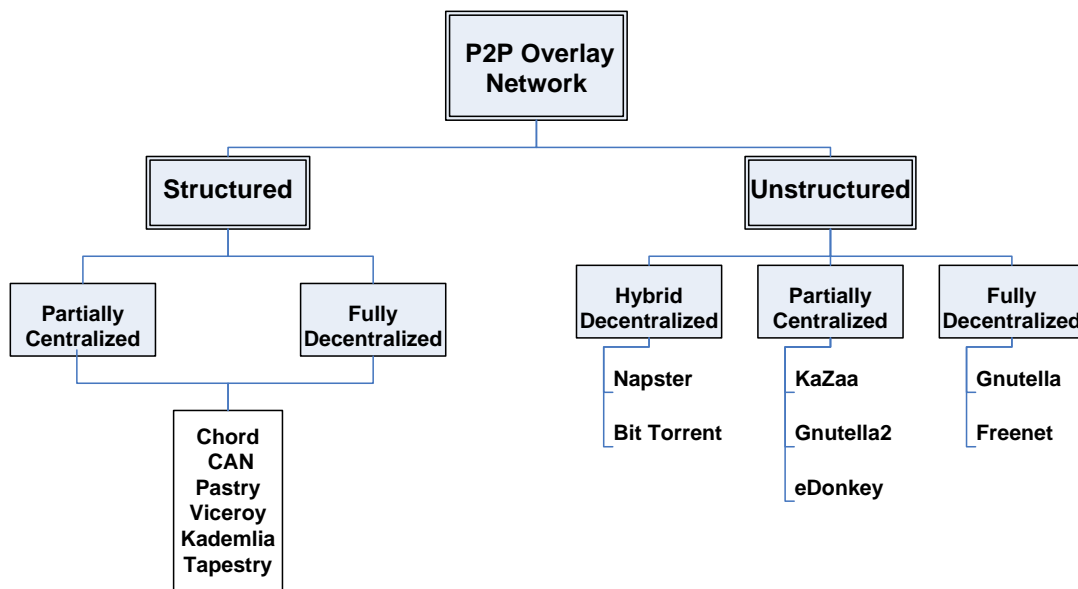 P2P Overlay
Network
Structured
Unstructured
Partially
Centralized
Fully
Decentralized
Hybrid
Decentralized
Partially
Centralized
Fully
Decentralized
Chord
CAN
Pastry
Viceroy
Kademlia
Tapestry
Napster
Bit Torrent
KaZaa
Gnutella2
eDonkey
Gnutella
Freenet